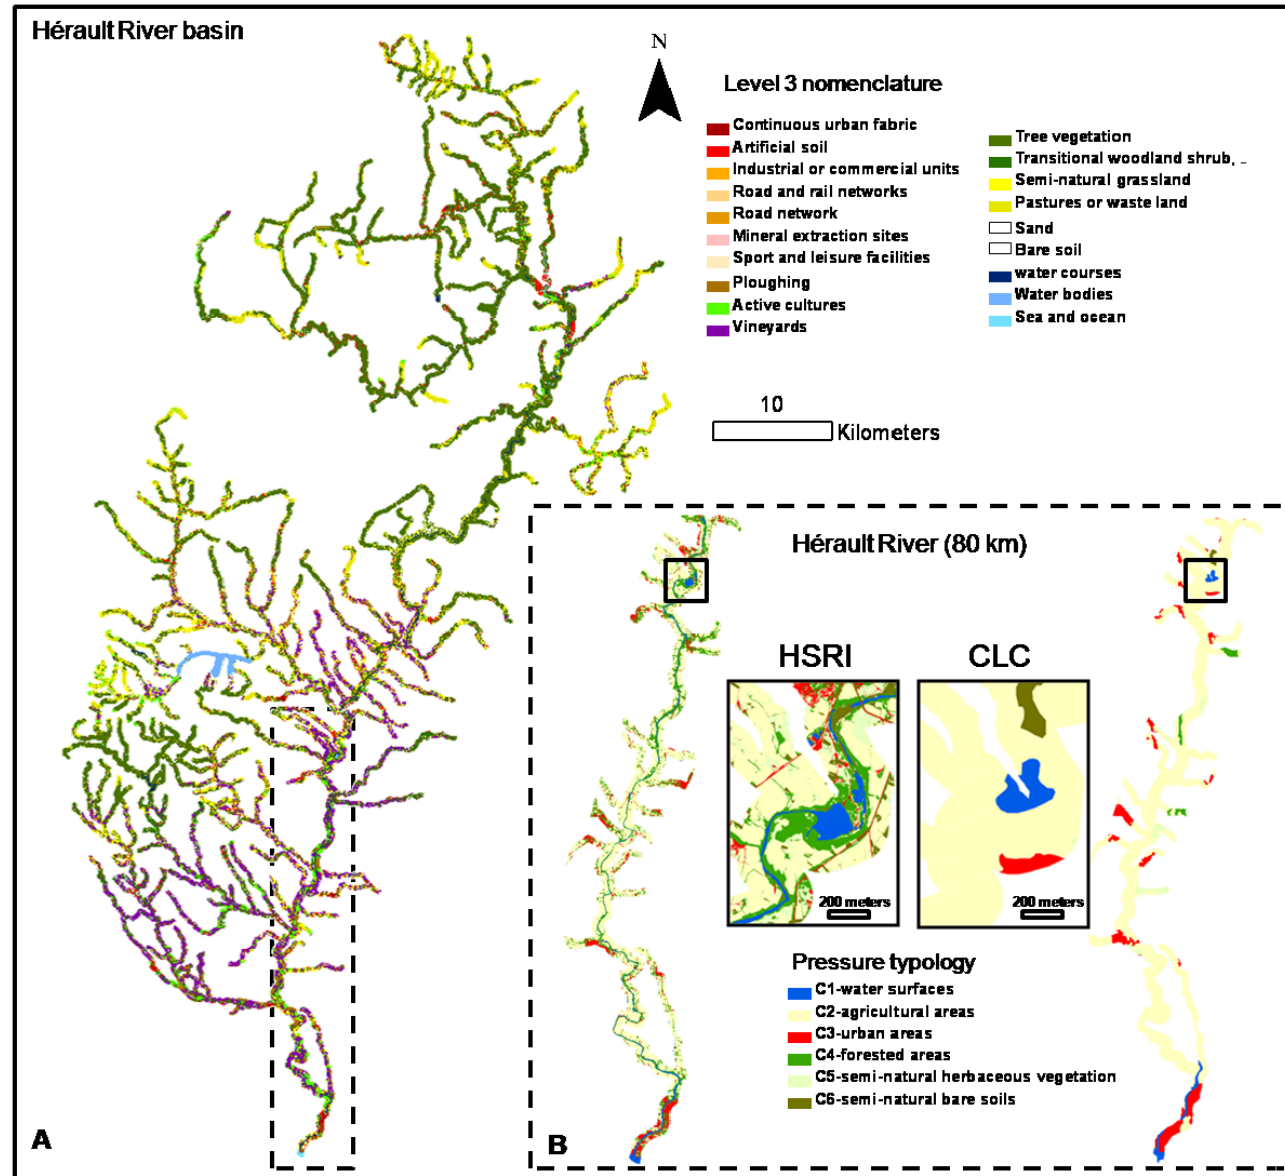 Hérault River basin
N
Level 3 nomenclature
Continuous urban fabric
Artificial soil
Industrial or commercial units
Road and rail networks
Road network
Mineral extraction sites
Sport and leisure facilities
Ploughing
Active cultures
Vineyards
Tree vegetation
Transitional woodland shrub, ..
Semi-natural grassland
Pastures or waste land
Sand
Bare soil
water courses
Water bodies
Sea and ocean
10
Kilometers
Hérault River (80 km)
HSRI
CLC
200 meters
200 meters
Pressure typology
C1-water surfaces
C2-agricultural areas
C3-urban areas
C4-forested areas
C5-semi-natural herbaceous vegetation
C6-semi-natural bare soils
A
B